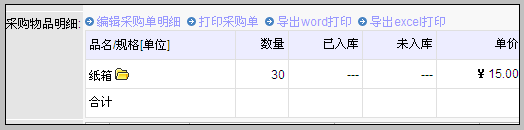 采购物品明细: 编辑采购单明细 打印采购单 导出word打印 导出excel打印
品名/规格[单位] 数量 已入库 未入库 单价
纸箱 30 --- --- ¥ 15.00
合计